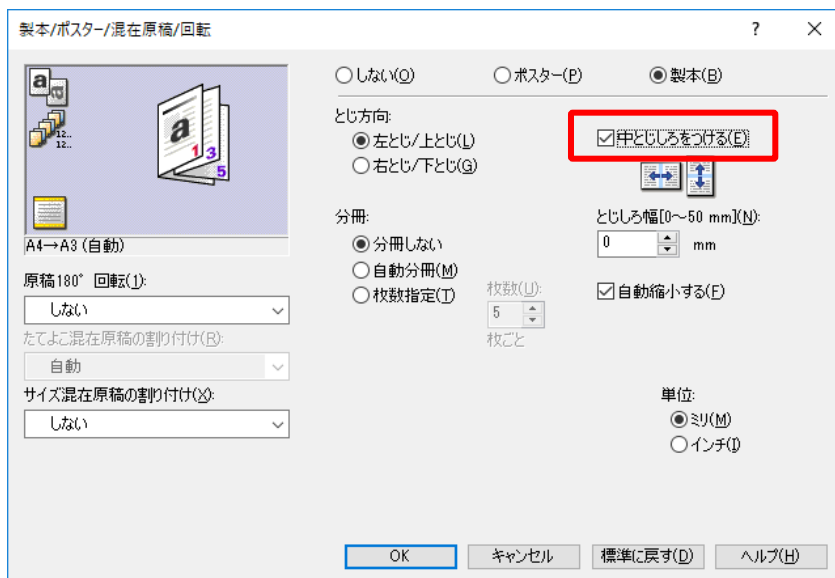 製本/ポスター/混在原稿/回転 ?
しない(O) ポスター(P) 製本(B)
とじ方向:
左とじ/上とじ(L)
右とじ/下とじ(G)
中とじしろをつける(E)
a a
12..
12..
a
1 3
5
A4→A3 (自動)
分冊:
分冊しない
自動分冊(M)
枚数指定(T)
枚数(U):
5
枚ごと
とじしろ幅[0～50 mm](N):
0 mm
自動縮小する(F)
原稿180° 回転(1):
しない
たてよこ混在原稿の割り付け(R):
自動
サイズ混在原稿の割り付け(X):
しない
単位:
ミリ(M)
インチ(I)
OK キャンセル 標準に戻す(D) ヘルプ(H)